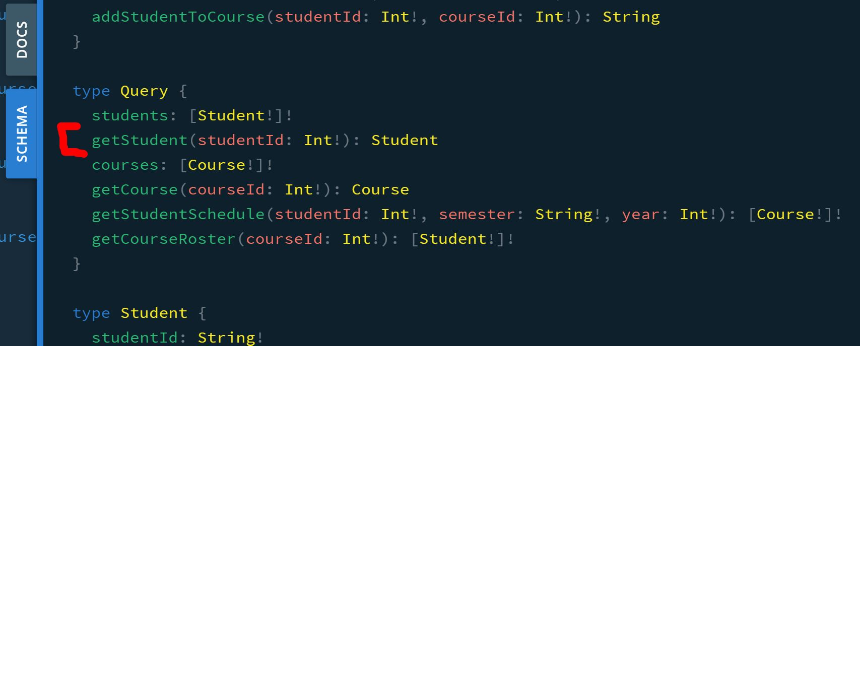 addStudentToCourse(studentId: Int!, courseId: Int!): String
}
type Query {
students: [Student!]!
getStudent(studentId: Int!): Student
courses: [Course!]!
getCourse(courseId: Int!): Course
getStudentSchedule(studentId: Int!, semester: String!, year: Int!): [Course!]!
getCourseRoster(courseId: Int!): [Student!]!
}
type Student {
studentId: String!
DOCS
SCHEMA
urse